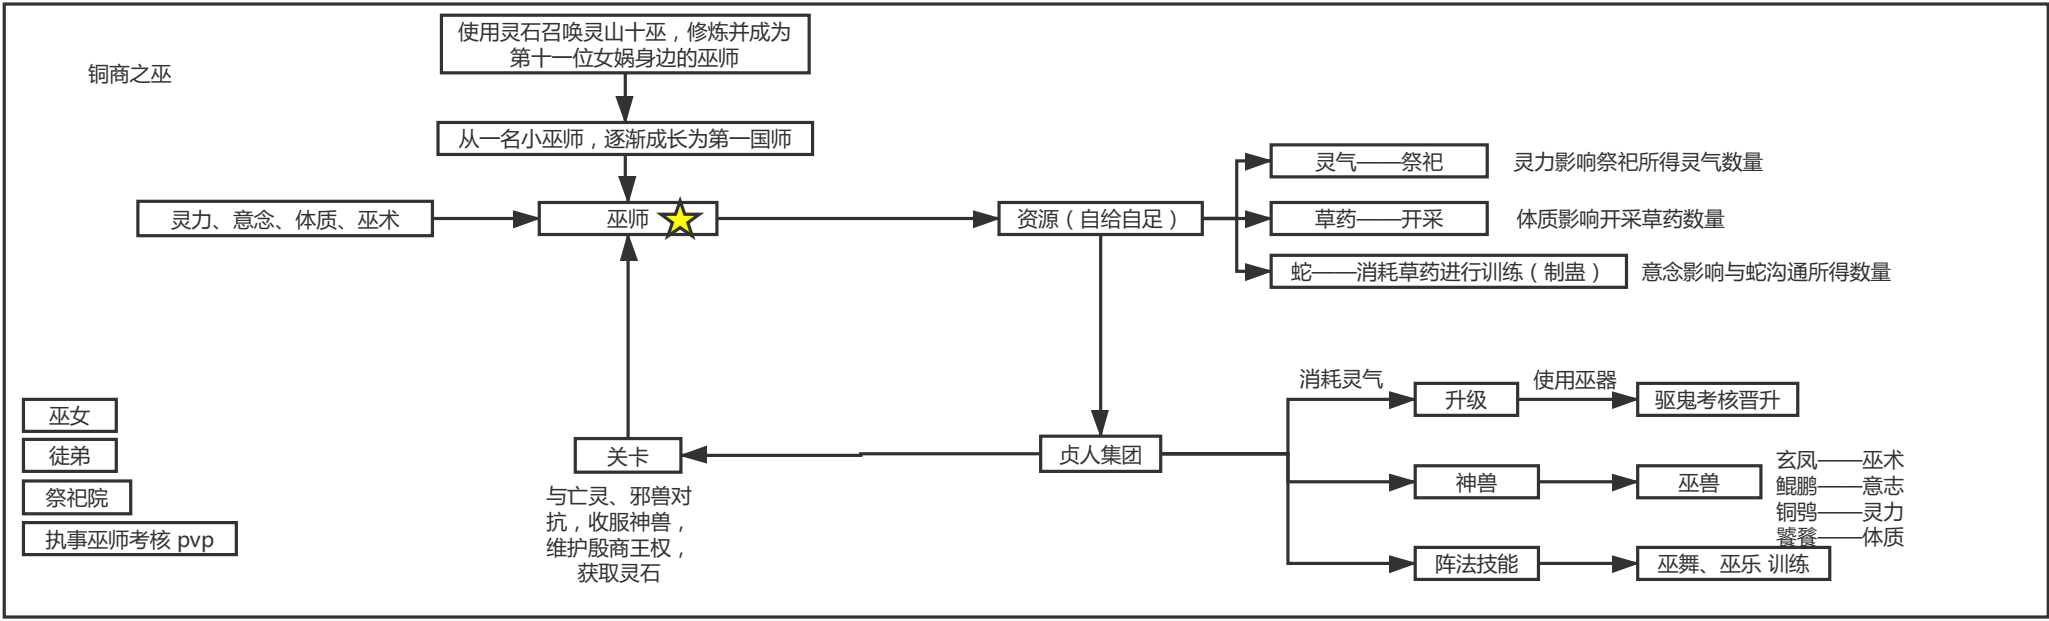 铜商之巫
使用灵石召唤灵山十巫，修炼并成为
第十一位女娲身边的巫师
从一名小巫师，逐渐成长为第一国师
灵力、意念、体质、巫术
巫师
资源（自给自足）
灵气——祭祀
灵力影响祭祀所得灵气数量
草药——开采
体质影响开采草药数量
蛇——消耗草药进行训练（制蛊）
意念影响与蛇沟通所得数量
巫女
徒弟
祭祀院
执事巫师考核 pvp
关卡
与亡灵、邪兽对
抗，收服神兽，
维护殷商王权，
获取灵石
贞人集团
消耗灵气
升级
使用巫器
驱鬼考核晋升
神兽
巫兽
玄凤——巫术
鲲鹏——意志
铜鸮——灵力
饕餮——体质
阵法技能
巫舞、巫乐 训练